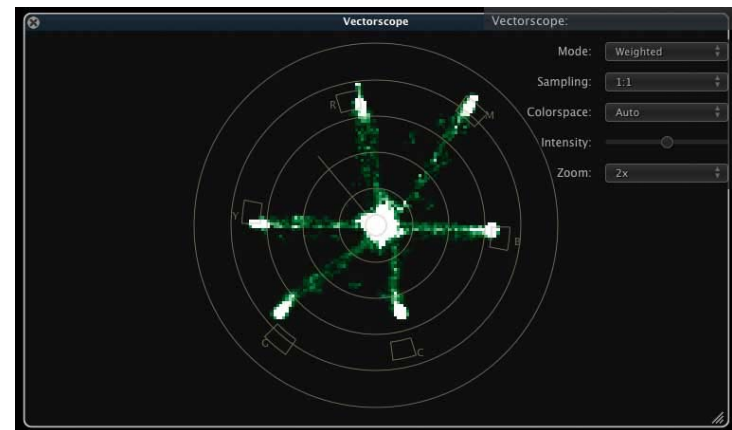 Vectorscope
Vectorscope:
Mode: Weighted
Sampling: 1:1
Colorspace: Auto
Intensity:
Zoom: 2x
R
M
Y
B
G
C